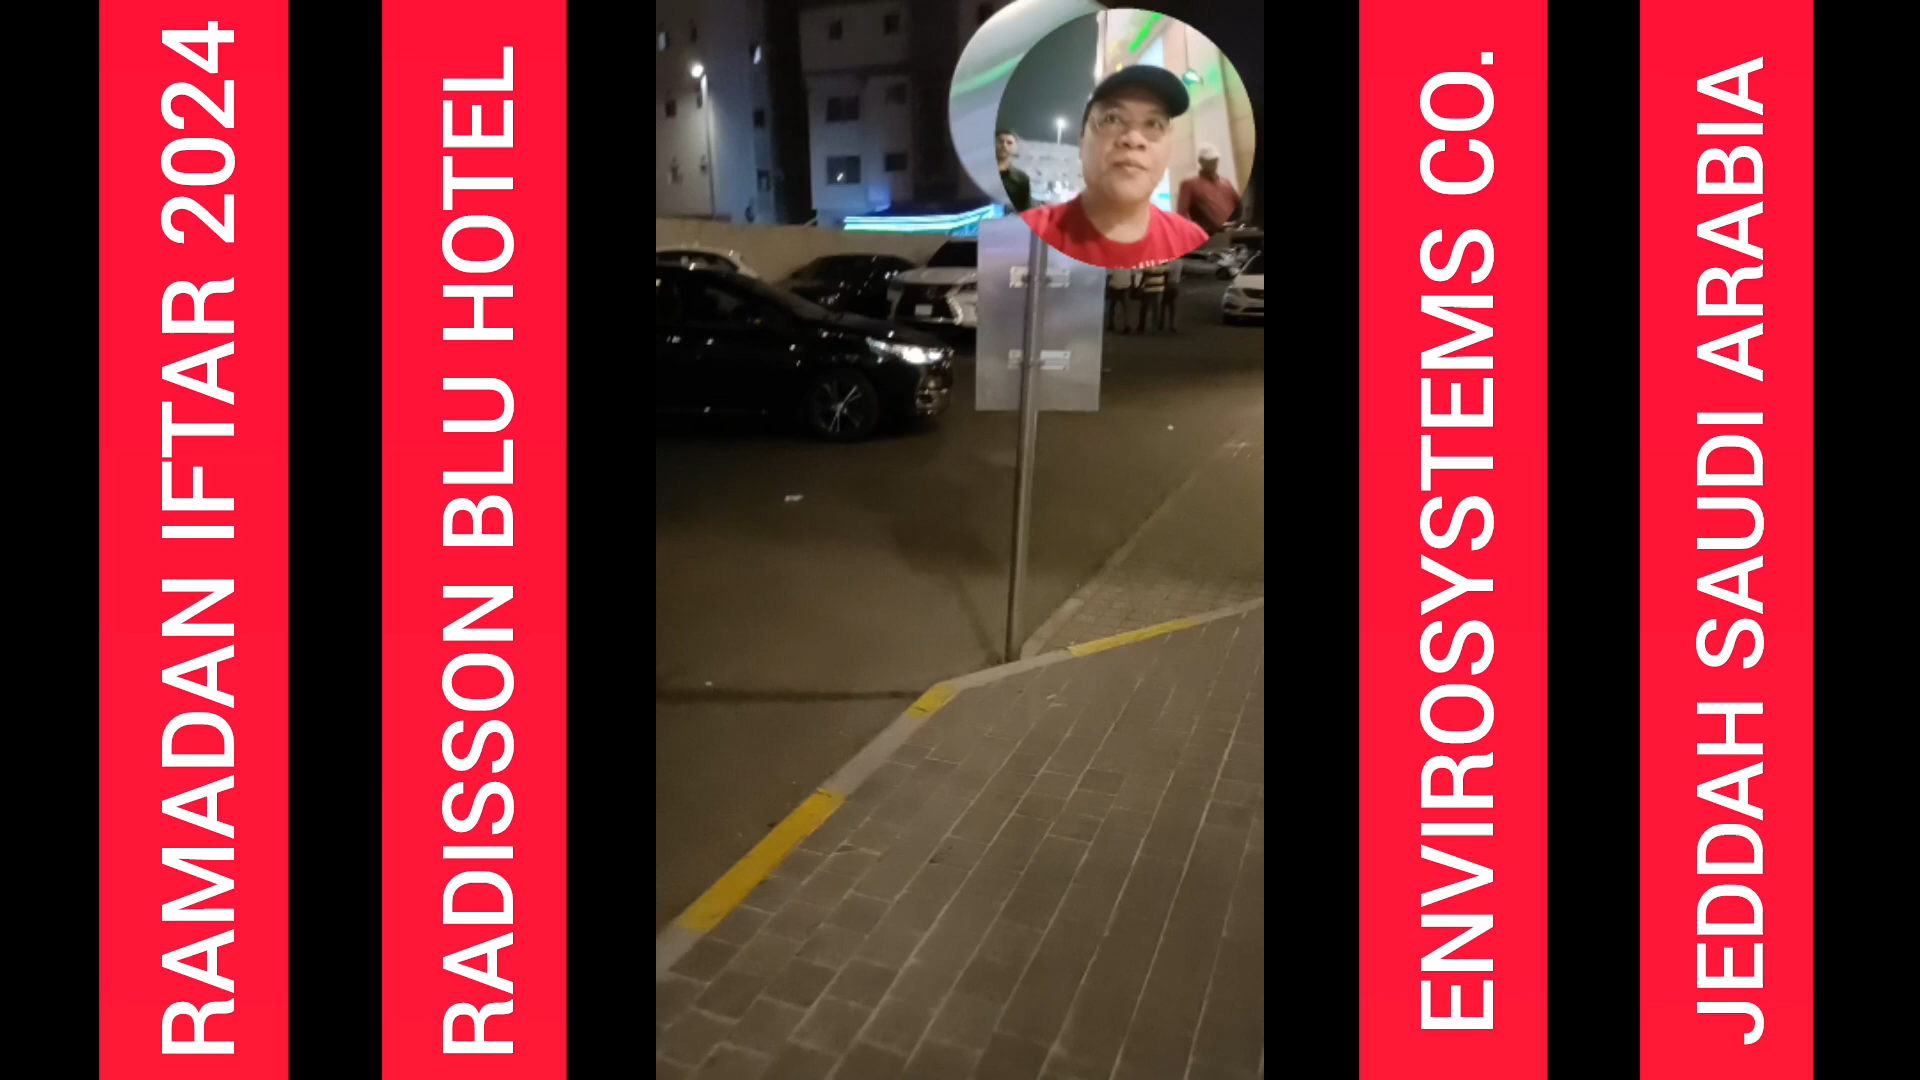 RAMADAN IFTAR 2024
RADISSON BLU HOTEL
ENVIROSYSTEMS CO.
JEDDAH SAUDI ARABIA